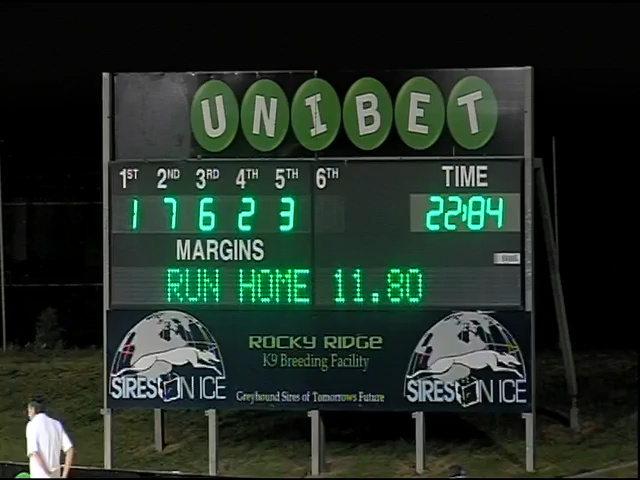 UNIBET
1ST 2ND 3RD 4TH 5TH 6TH TIME
1 7 6 2 3 22.84
MARGINS
RUN HOME 11.80
ROCKY RIDGE
K9 Breeding Facility
SIRES ON ICE SIRES ON ICE
Greyhound Sires of Tomorrows Future